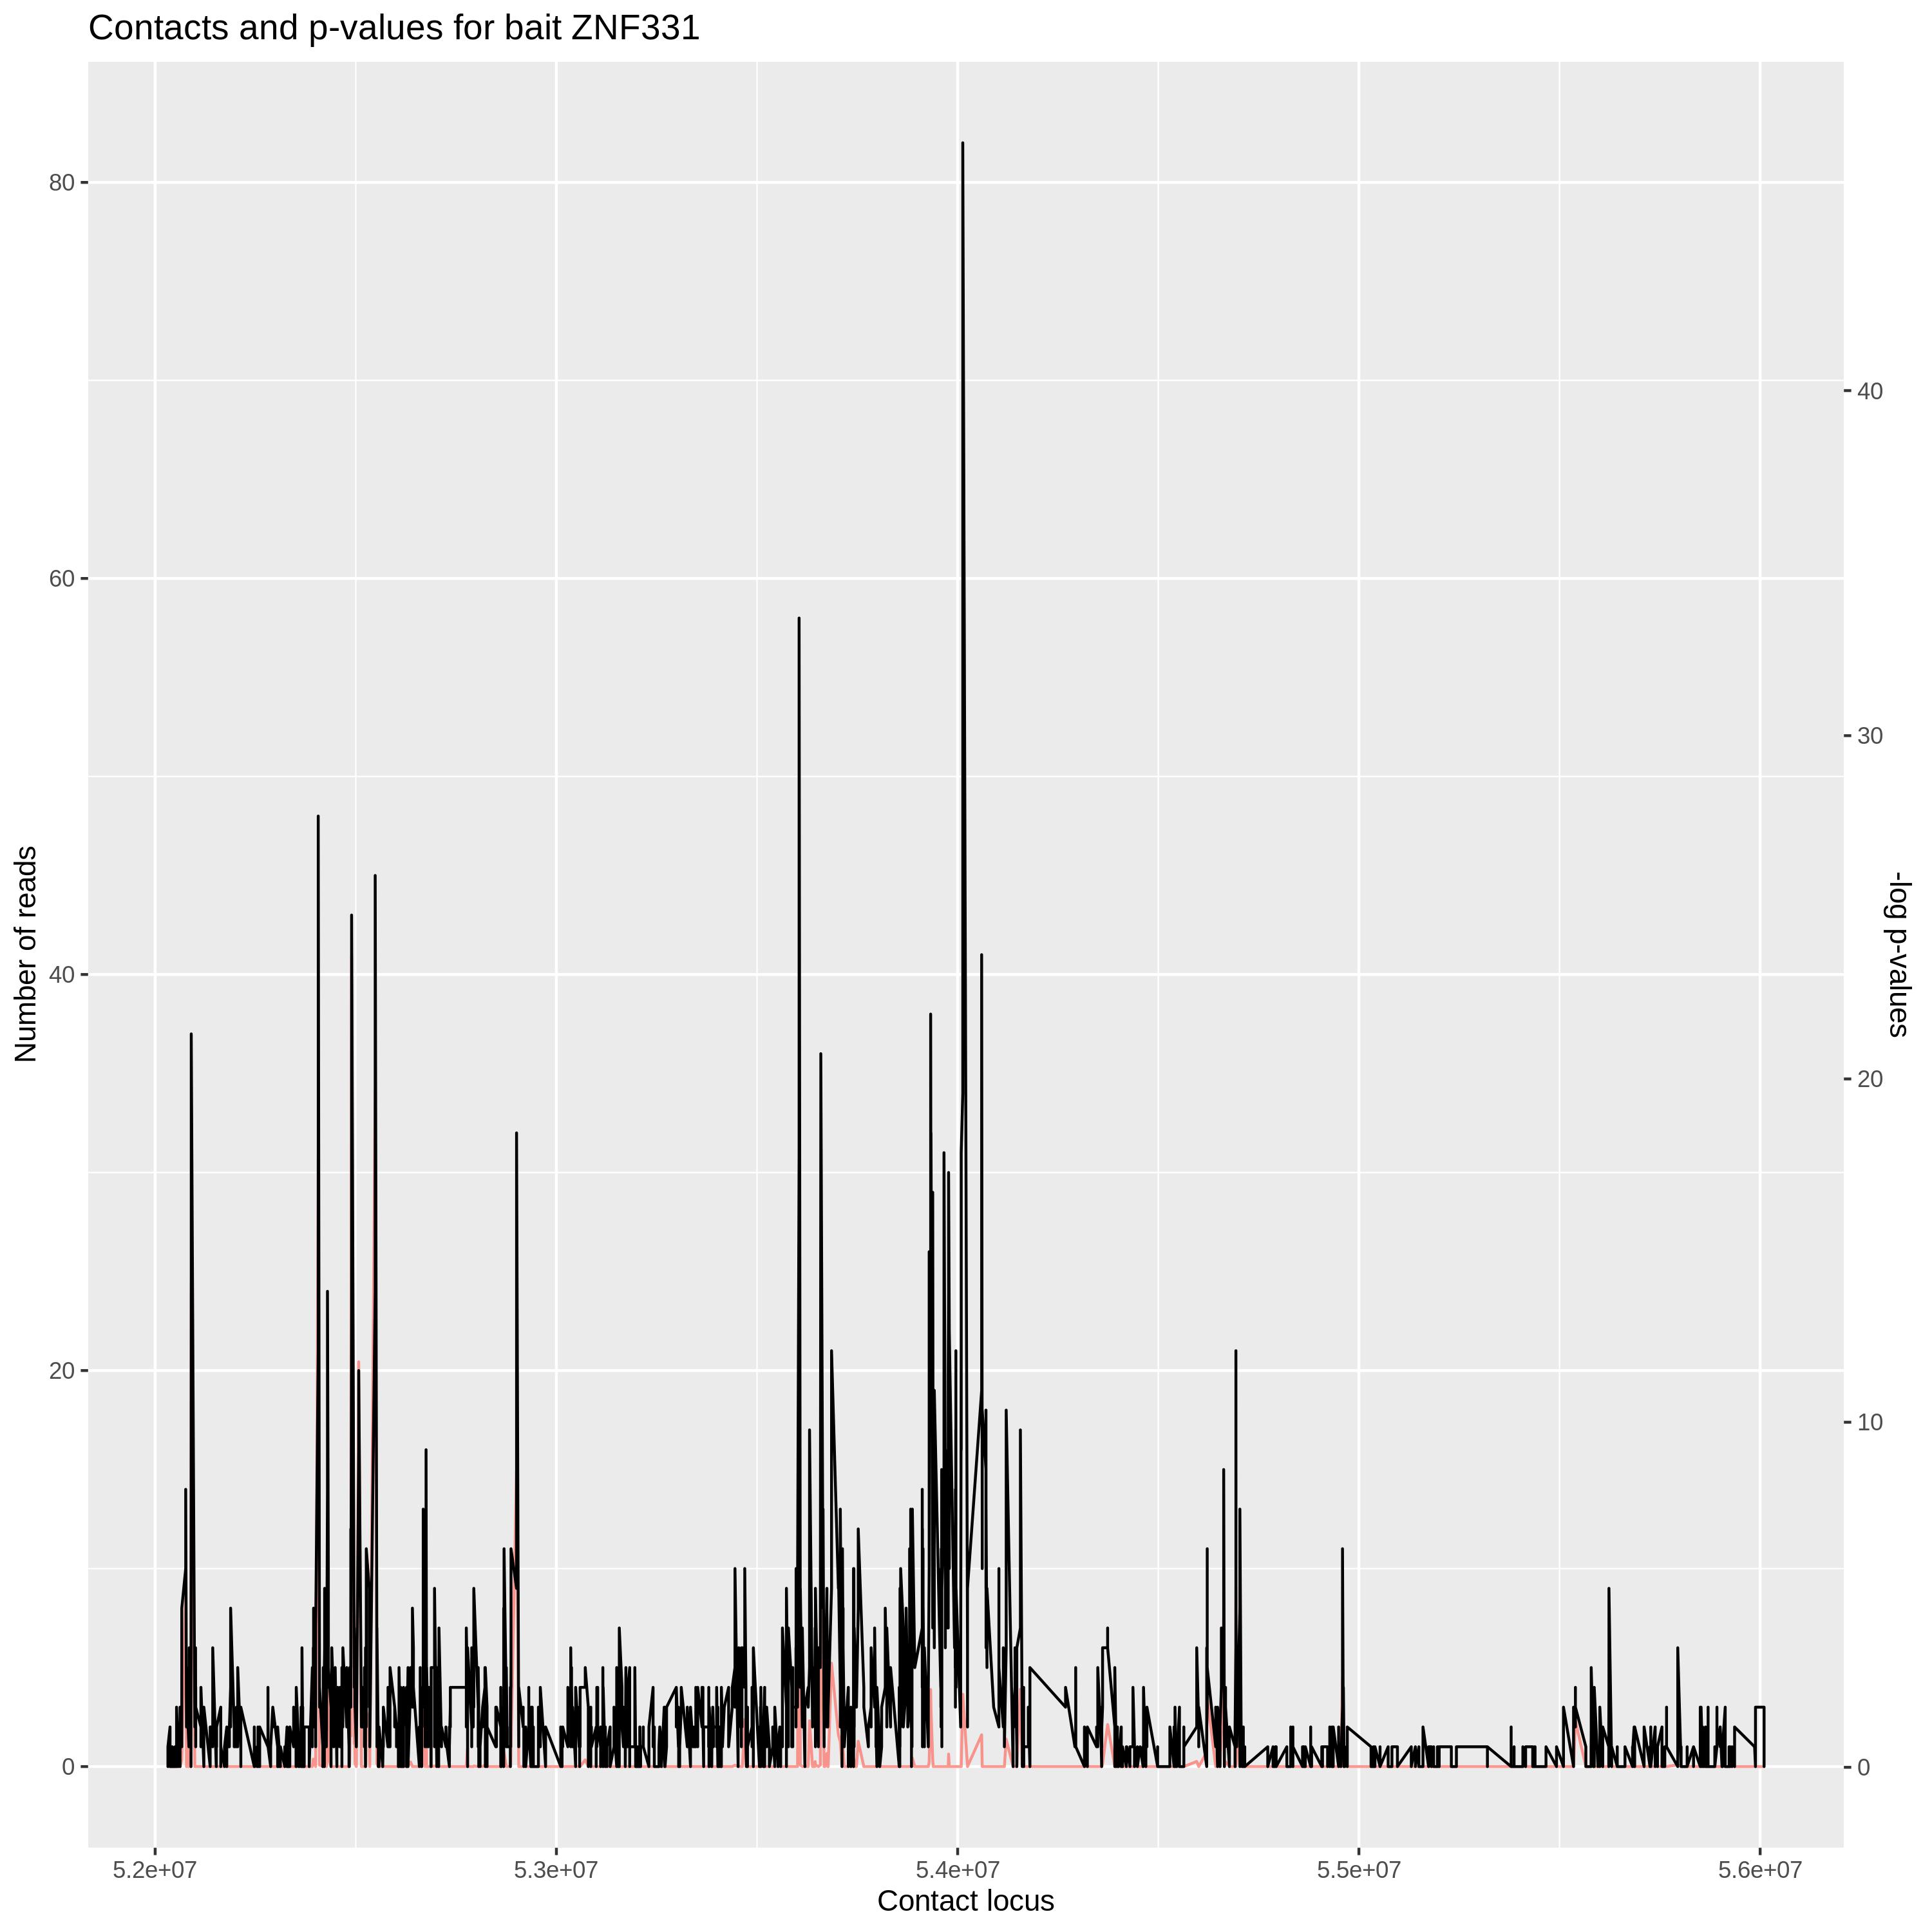 Contacts and p-values for bait ZNF331
80
60
40
20
0
Number of reads
40
30
20
10
0
-log p-values
5.2e+07 5.3e+07 5.4e+07 5.5e+07 5.6e+07
Contact locus